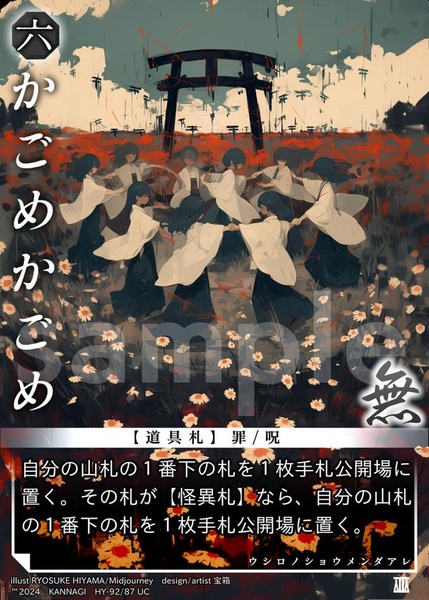 六
かごめかごめ
sample
無
【道具札】罪/呪
自分の山札の1番下の札を1枚手札公開場に
置く。その札が【怪異札】なら、自分の山札
の1番下の札を1枚手札公開場に置く。
ウシロノショウメンダアレ
illust RYOSUKE HIYAMA/Midjourney design/artist 宝箱
™2024 KANNAGI HY-92/87 UC